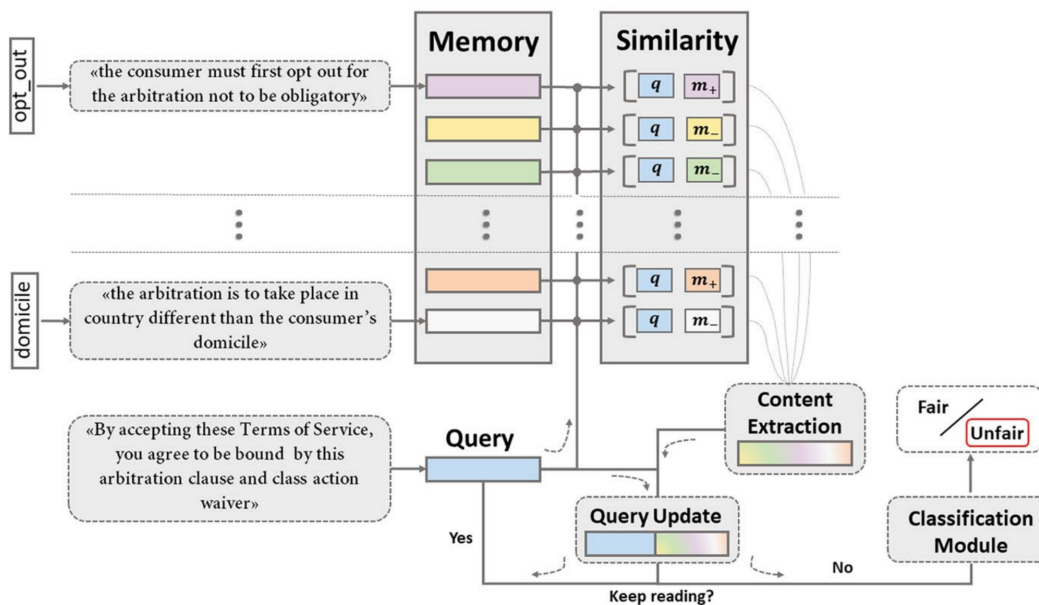 Memory
Similarity
opt_out
«the consumer must first opt out for
the arbitration not to be obligatory»
q m+
q m−
q m−
domicile
«the arbitration is to take place in
country different than the consumer's
domicile»
q m+
q m−
«By accepting these Terms of Service,
you agree to be bound by this
arbitration clause and class action
waiver»
Query
Content
Extraction
Fair
Unfair
Query Update
Classification
Module
Yes
No
Keep reading?